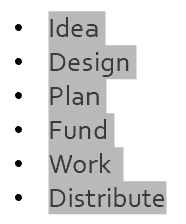 • Idea
• Design
• Plan
• Fund
• Work
• Distribute